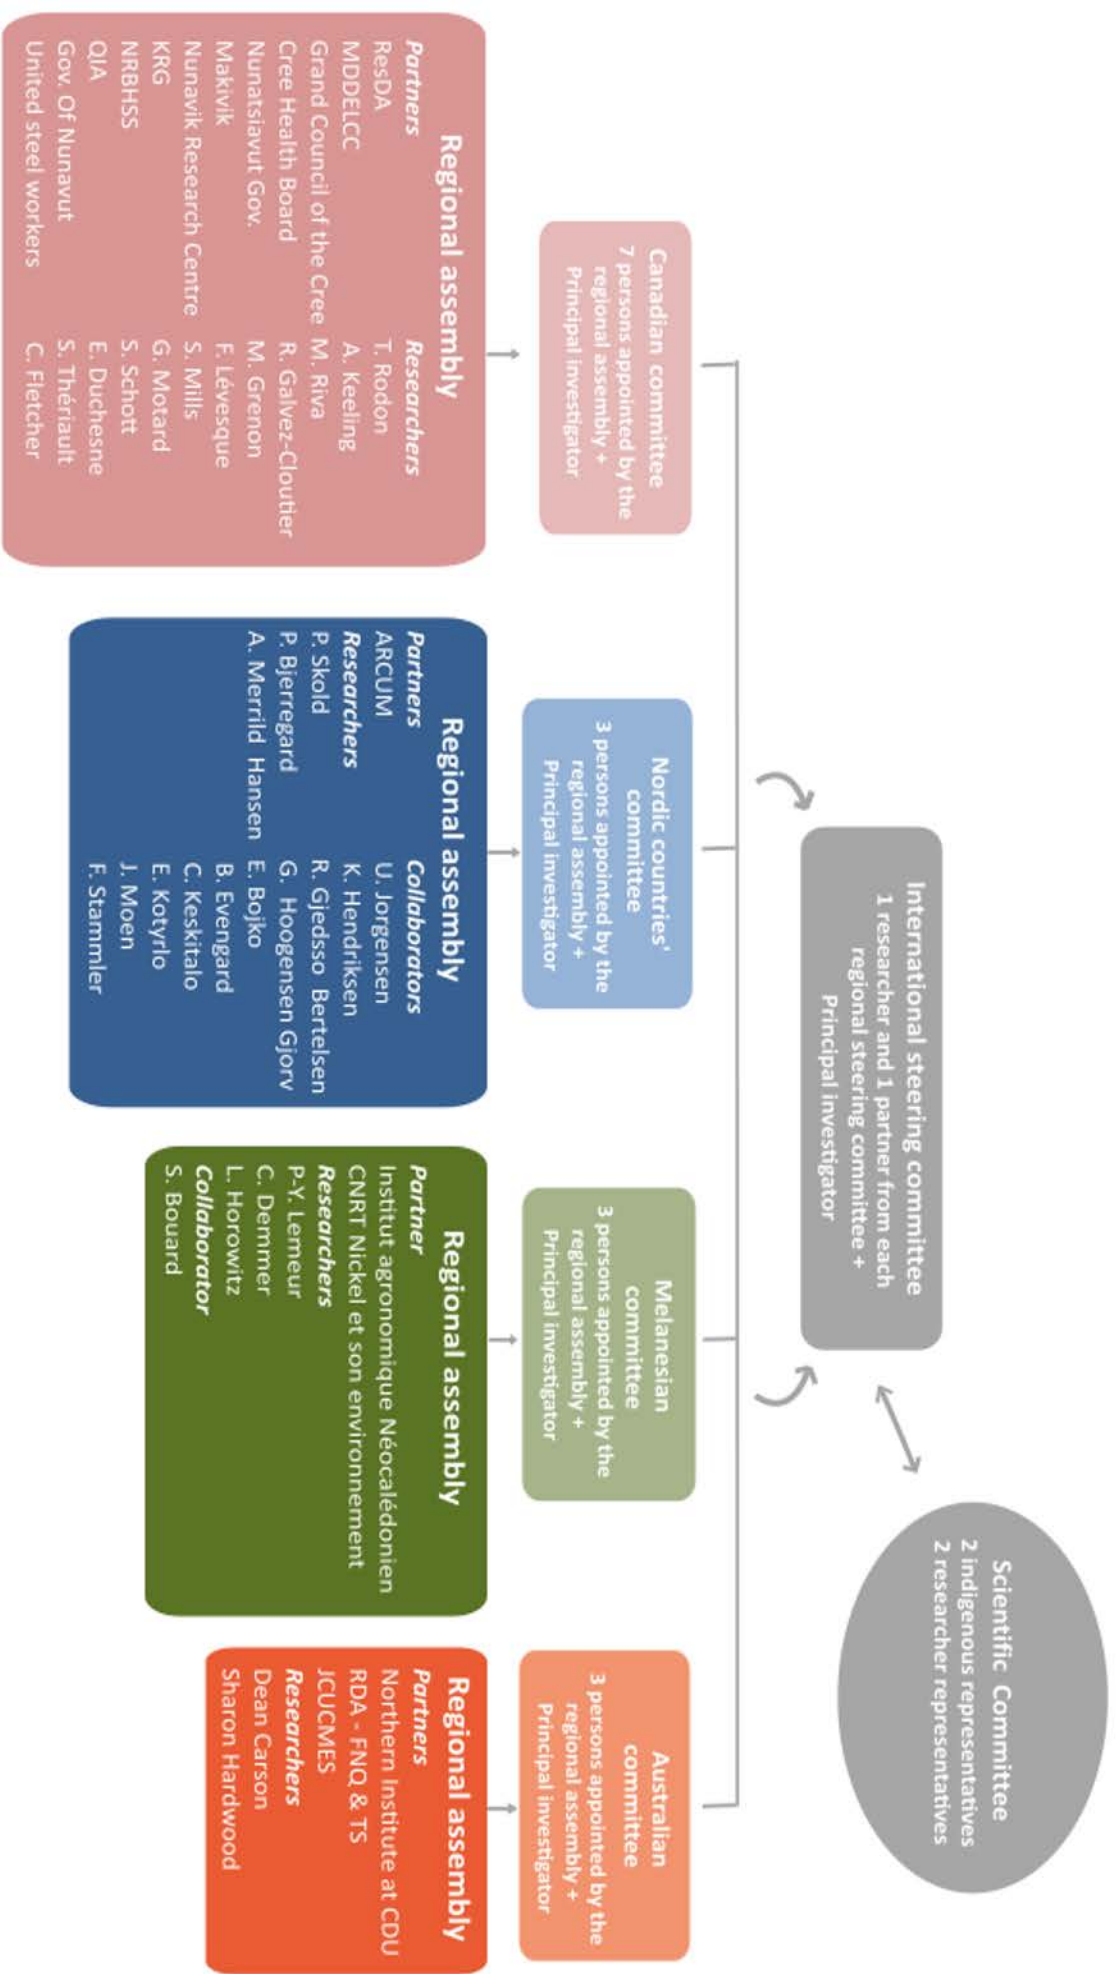 International steering committee
1 researcher and 1 partner from each
regional steering committee +
Principal investigator
Scientific Committee
2 indigenous representatives
2 researcher representatives
Canadian committee
7 persons appointed by the
regional assembly +
Principal investigator
Nordic countries'
committee
3 persons appointed by the
regional assembly +
Principal investigator
Melanesian
committee
3 persons appointed by the
regional assembly +
Principal investigator
Australian
committee
3 persons appointed by the
regional assembly +
Principal investigator
Regional assembly
Partners
ResDA
MDDELCC
Grand Council of the Cree
Cree Health Board
Nunatsiavut Gov.
Makivik
Nunavik Research Centre
KRG
NRBHSS
QIA
Gov. Of Nunavut
United steel workers
Researchers
T. Rodon
A. Keeling
M. Riva
R. Galvez-Cloutier
M. Grenon
F. Lévesque
S. Mills
G. Motard
S. Schott
E. Duchesne
S. Thériault
C. Fletcher
Regional assembly
Partners
ARCUM
Researchers
P. Skold
P. Bjerregard
A. Merrild Hansen
Collaborators
U. Jorgensen
K. Hendriksen
R. Gjedsso Bertelsen
G. Hoogensen Gjorv
E. Bojko
B. Evengard
C. Keskitalo
E. Kotyrlo
J. Moen
F. Stammler
Regional assembly
Partner
Institut agronomique Néocalédonien
CNRT Nickel et son environnement
Researchers
P-Y. Lemeur
C. Demmer
L. Horowitz
Collaborator
S. Bouard
Regional assembly
Partners
Northern Institute at CDU
RDA - FNQ & TS
JCUCMES
Researchers
Dean Carson
Sharon Hardwood